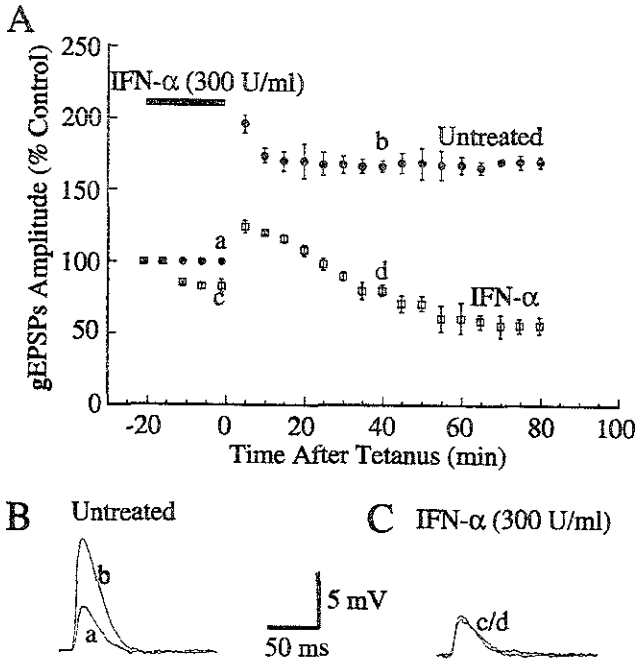 A
gEPSPs Amplitude (% Control)
250
200
150
100
50
0
IFN-α (300 U/ml)
b
Untreated
a
c
d
IFN-α
-20
0
20
40
60
80
100
Time After Tetanus (min)
B
Untreated
b
a
5 mV
50 ms
C
IFN-α (300 U/ml)
c/d